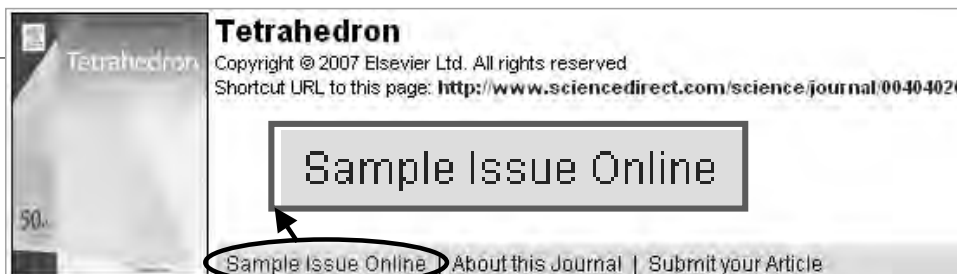 Tetrahedron
Tetrahedron
Copyright © 2007 Elsevier Ltd. All rights reserved
Shortcut URL to this page: http://www.sciencedirect.com/science/journal/00404020
Sample Issue Online
50
Sample Issue Online | About this Journal | Submit your Article